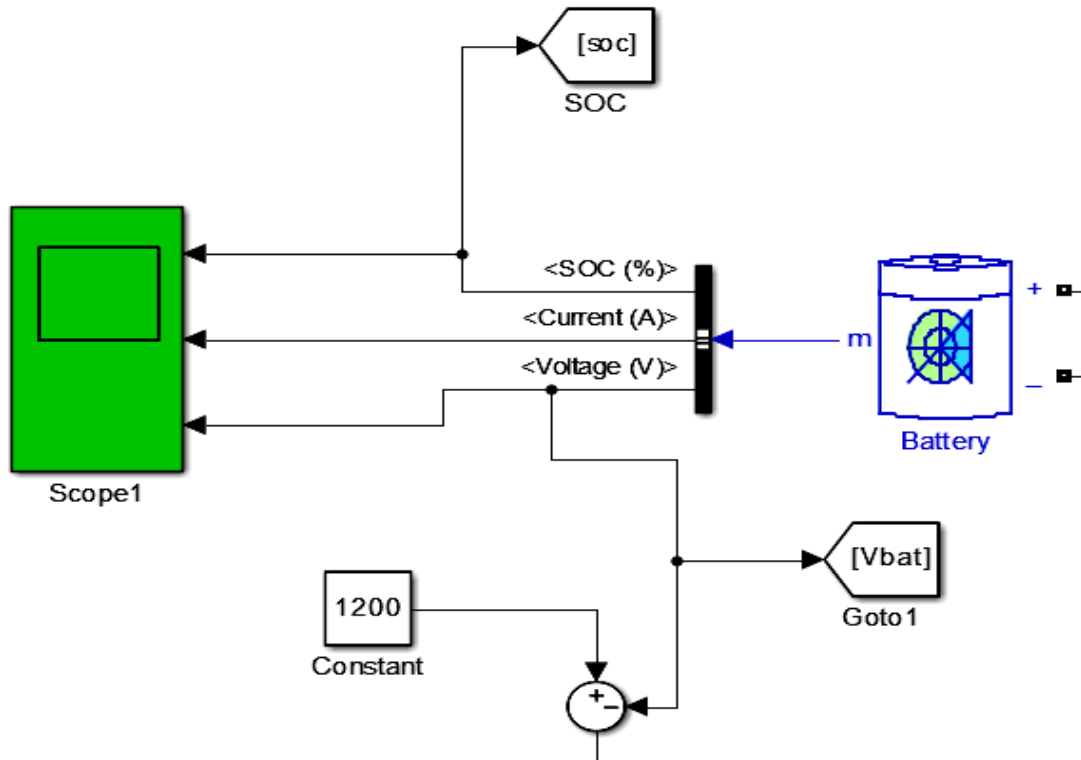 [soc]
SOC
<SOC (%)>
<Current (A)>
<Voltage (V)>
m
+
−
Battery
Scope1
[Vbat]
Goto1
1200
Constant
+
−